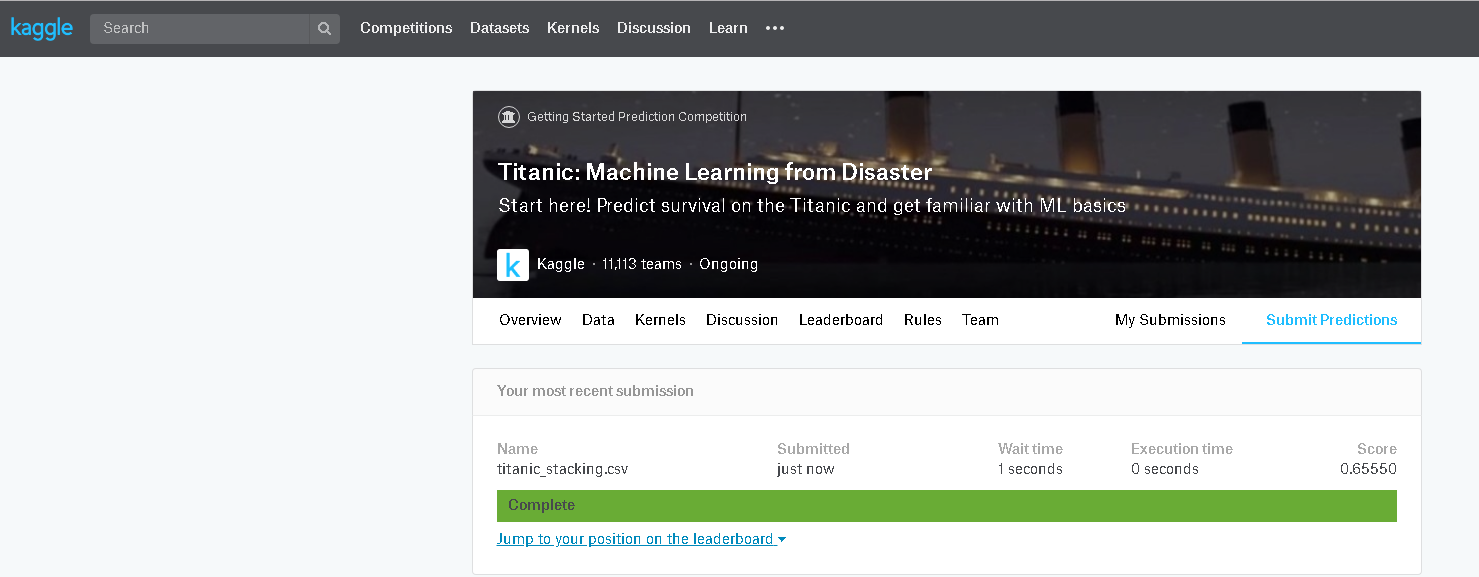 kaggle Search Competitions Datasets Kernels Discussion Learn •••
Getting Started Prediction Competition
Titanic: Machine Learning from Disaster
Start here! Predict survival on the Titanic and get familiar with ML basics
k Kaggle · 11,113 teams · Ongoing
Overview Data Kernels Discussion Leaderboard Rules Team My Submissions Submit Predictions
Your most recent submission
Name Submitted Wait time Execution time Score
titanic_stacking.csv just now 1 seconds 0 seconds 0.65550
Complete
Jump to your position on the leaderboard